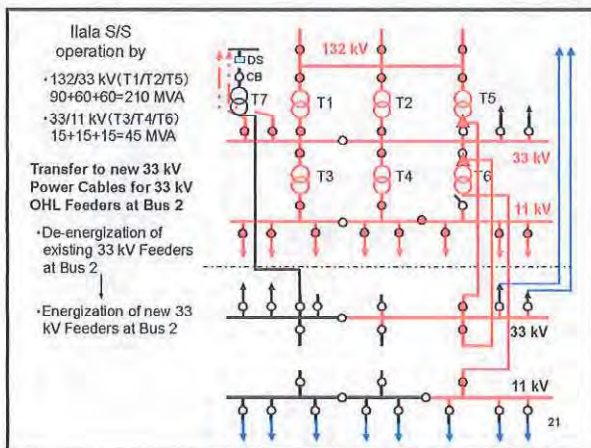 Ilala S/S
operation by
·132/33 kV(T1/T2/T5)
90+60+60=210 MVA
·33/11 kV(T3/T4/T6)
15+15+15=45 MVA
Transfer to new 33 kV
Power Cables for 33 kV
OHL Feeders at Bus 2
·De-energization of
existing 33 kV Feeders
at Bus 2
·Energization of new 33
kV Feeders at Bus 2
132 kV
DS
CB
T7
T1
T2
T5
33 kV
T3
T4
T6
11 kV
33 kV
11 kV
21